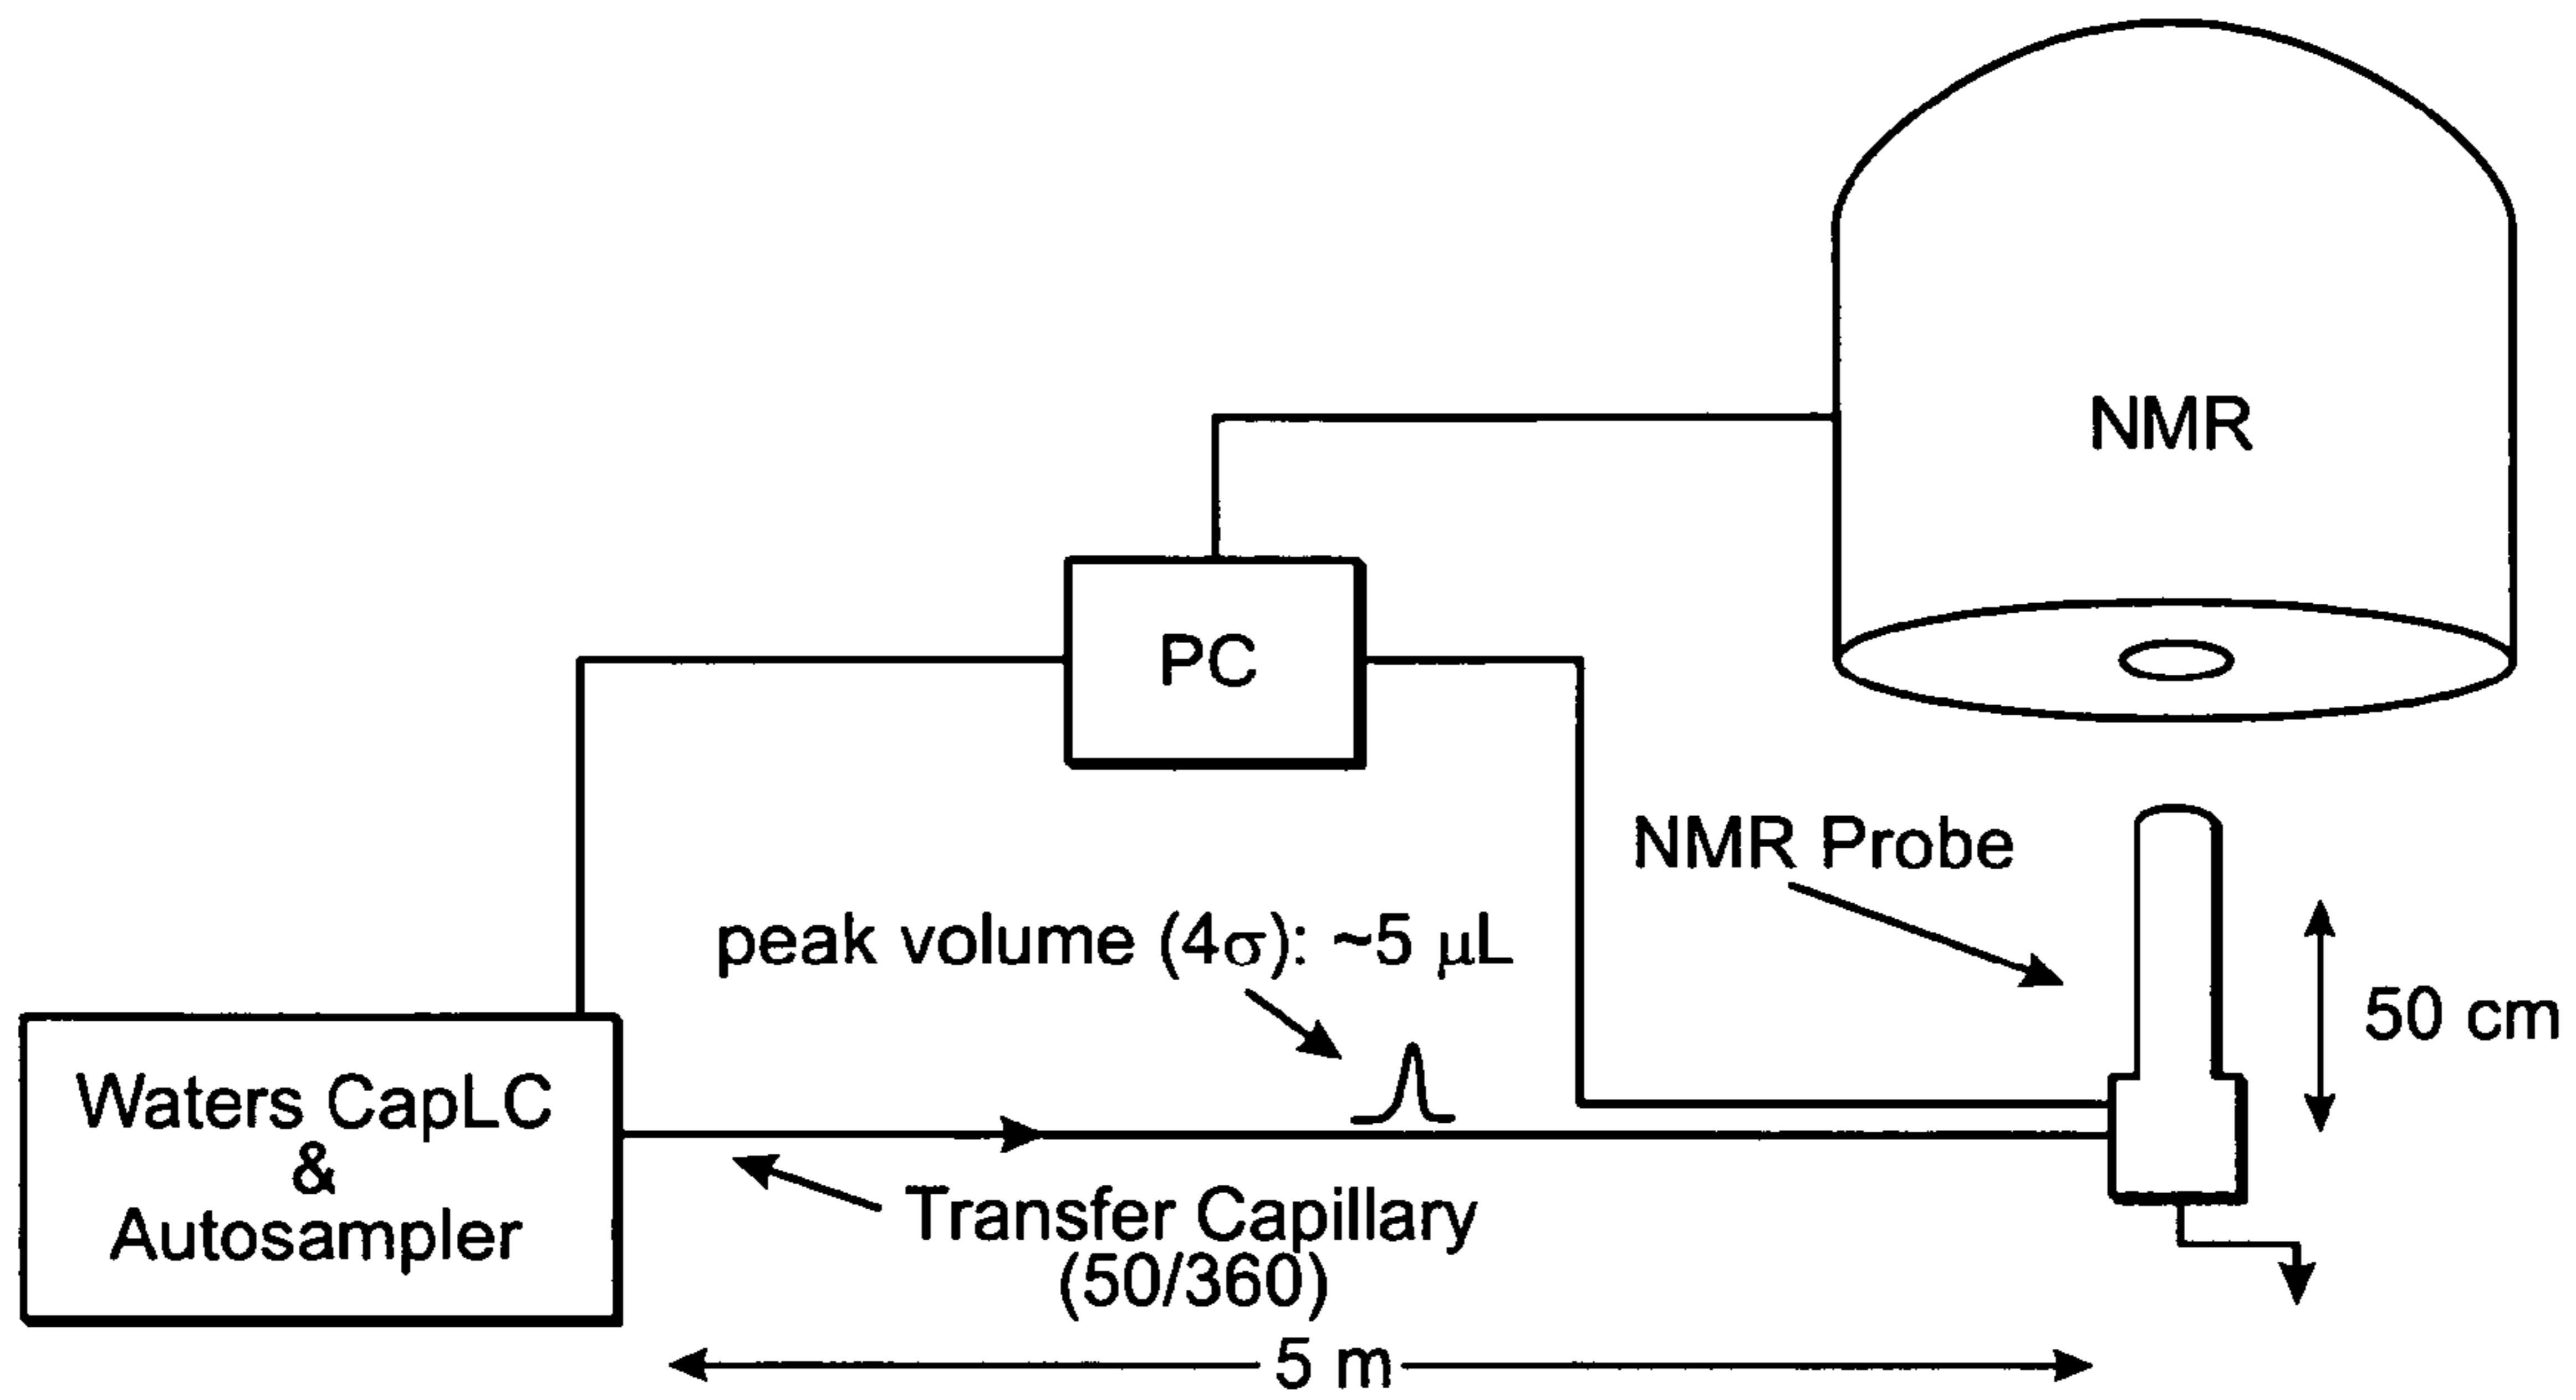 NMR
PC
NMR Probe
peak volume (4σ): ~5 μL
50 cm
Waters CapLC
&
Autosampler
Transfer Capillary
(50/360)
5 m